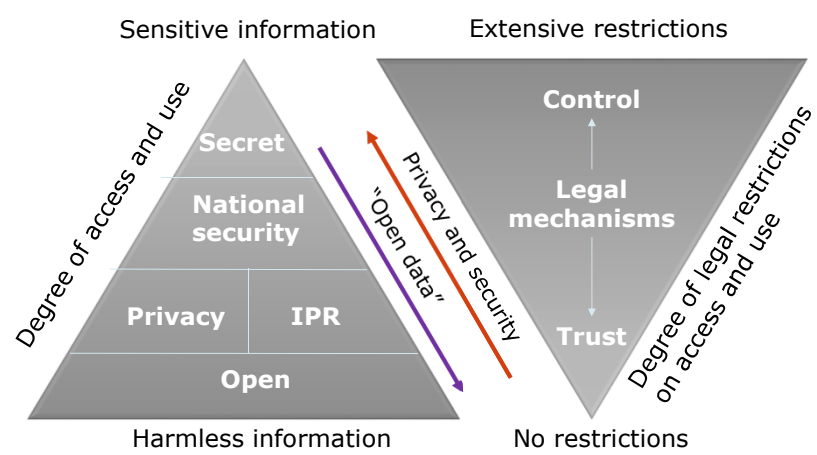 Sensitive information
Extensive restrictions
Degree of access and use
Secret
National
security
Privacy
IPR
Open
Harmless information
“Open data”
Privacy and security
Control
Legal
mechanisms
Trust
Degree of legal restrictions
on access and use
No restrictions